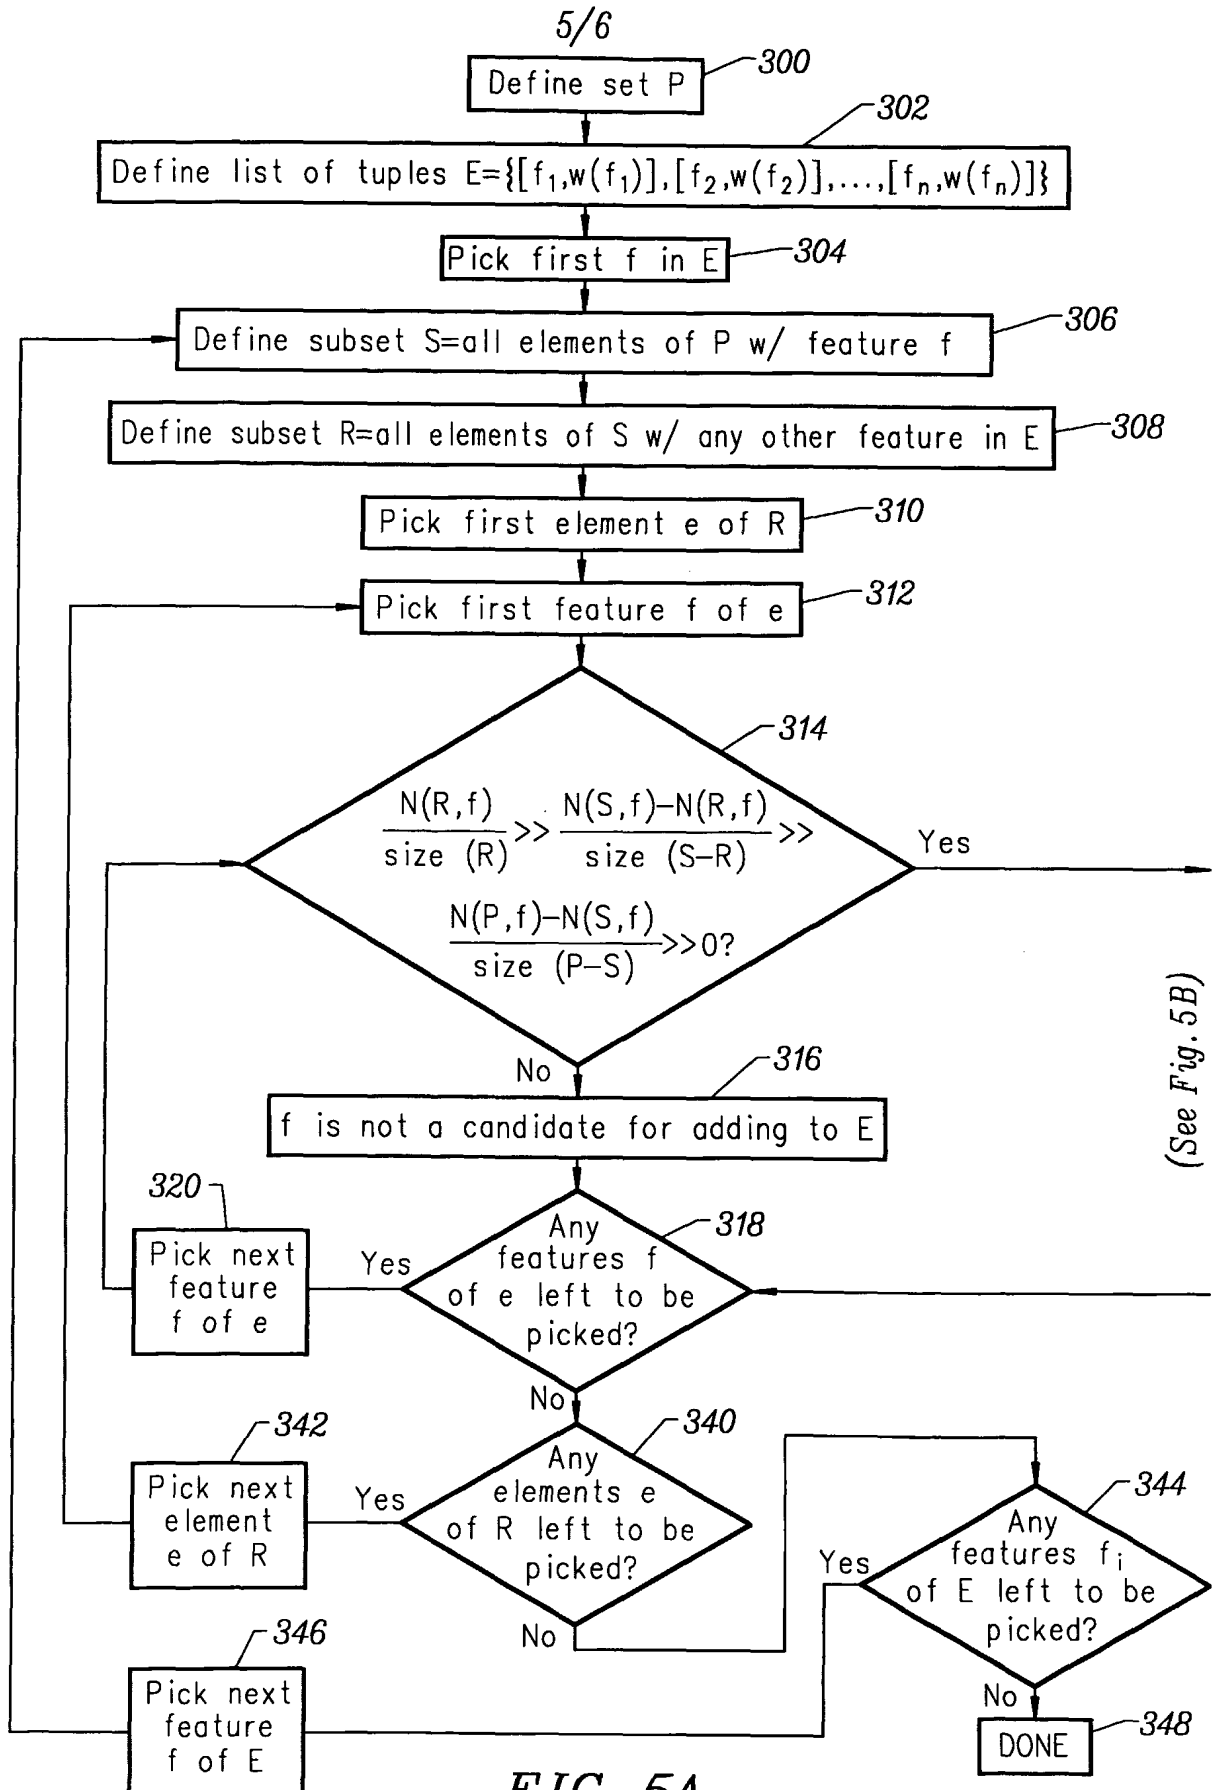 5/6
Define set P
300
302
Define list of tuples E={[f₁,w(f₁)],[f₂,w(f₂)],...,[fₙ,w(fₙ)]}
Pick first f in E
304
306
Define subset S=all elements of P w/ feature f
Define subset R=all elements of S w/ any other feature in E
308
Pick first element e of R
310
Pick first feature f of e
312
314
N(R,f)/size (R) >> N(S,f)–N(R,f)/size (S–R) >>
N(P,f)–N(S,f)/size (P–S) >>0?
Yes
(See Fig. 5B)
No
316
f is not a candidate for adding to E
320
Pick next
feature
f of e
Yes
318
Any
features f
of e left to be
picked?
No
342
Pick next
element
e of R
Yes
340
Any
elements e
of R left to be
picked?
No
344
Any
features fᵢ
of E left to be
picked?
Yes
346
Pick next
feature
f of E
No
DONE
348
FIG. 5A